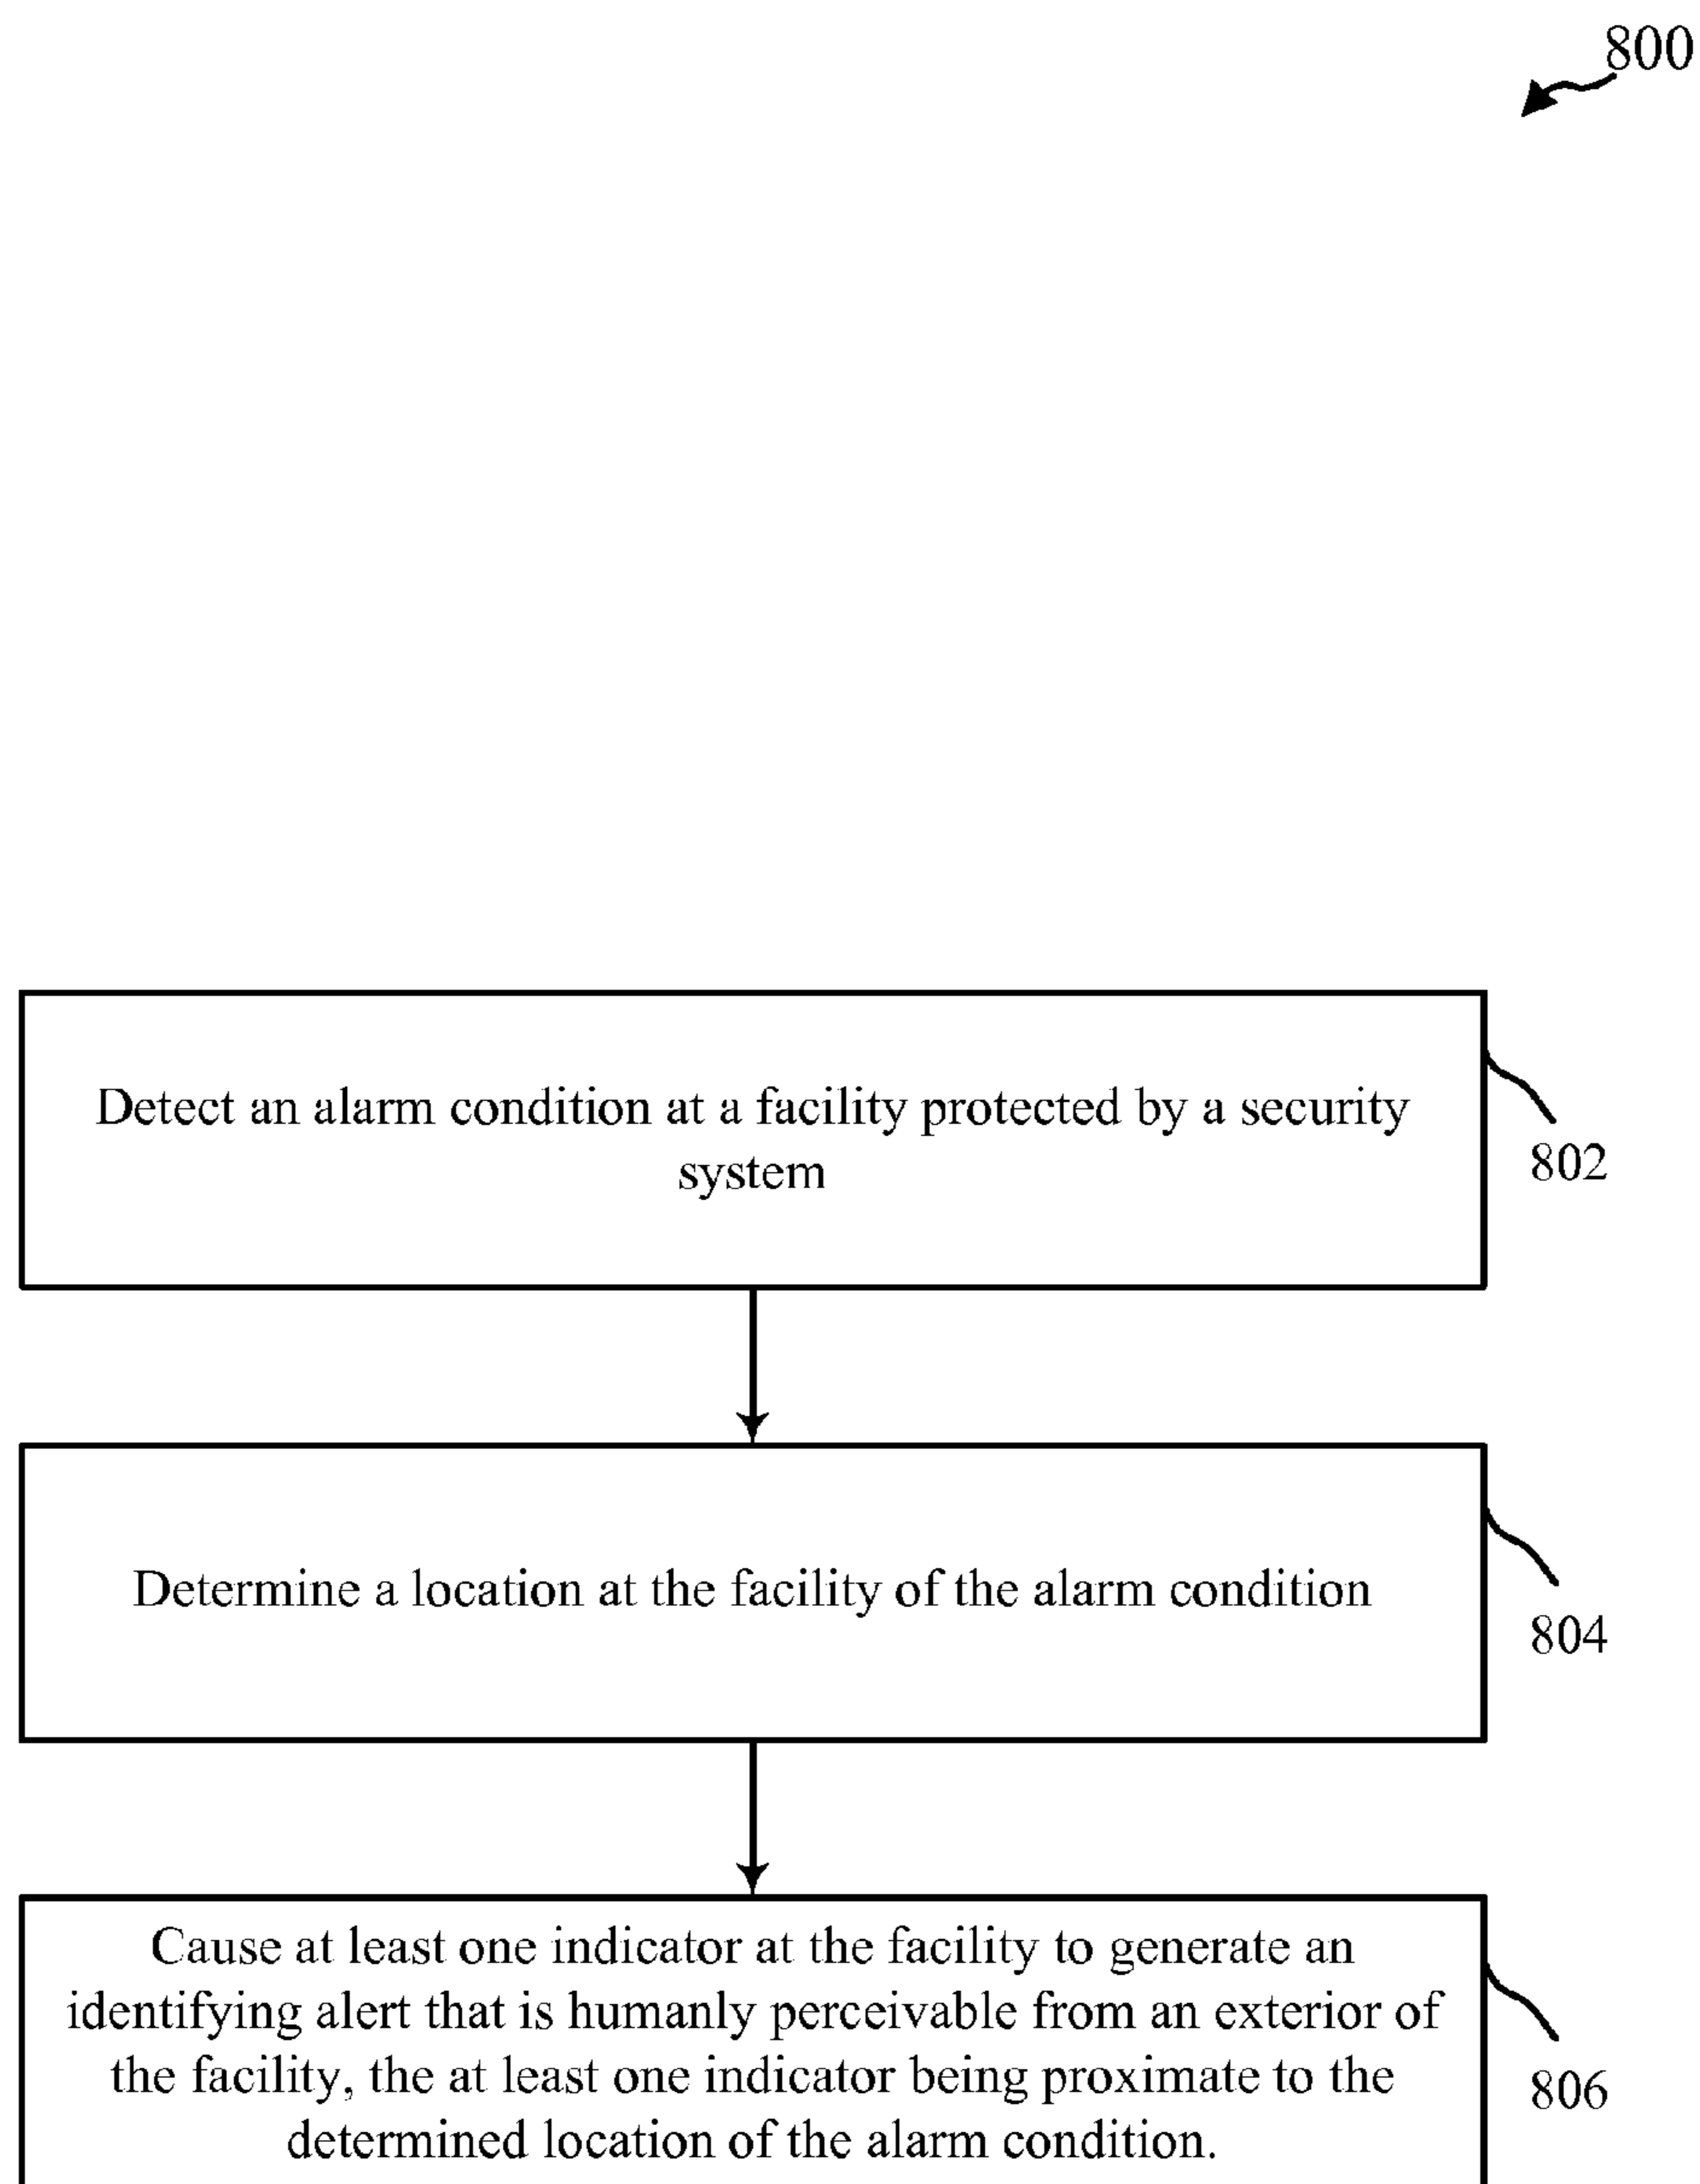 800
Detect an alarm condition at a facility protected by a security
system
802
Determine a location at the facility of the alarm condition
804
Cause at least one indicator at the facility to generate an
identifying alert that is humanly perceivable from an exterior of
the facility, the at least one indicator being proximate to the
determined location of the alarm condition.
806